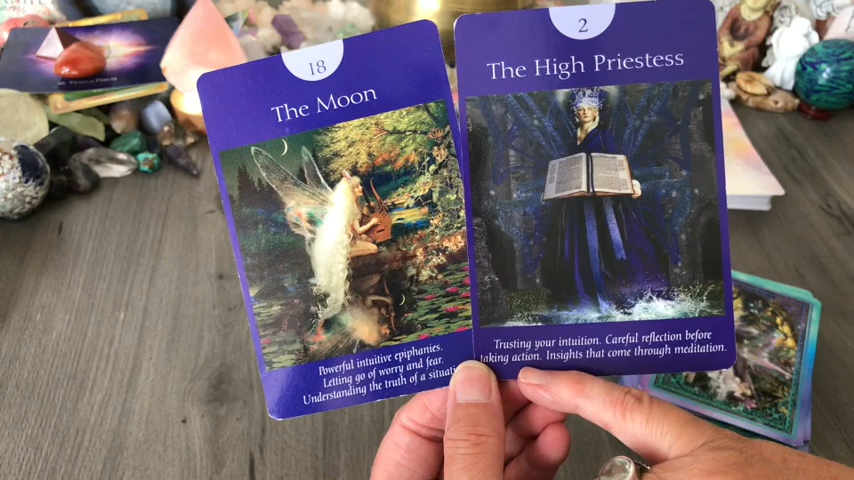 18
The Moon
Powerful intuitive epiphanies.
Letting go of worry and fear.
Understanding the truth of a
2
The High Priestess
Trusting your intuition. Careful reflection before
taking action. Insights that come through meditation.